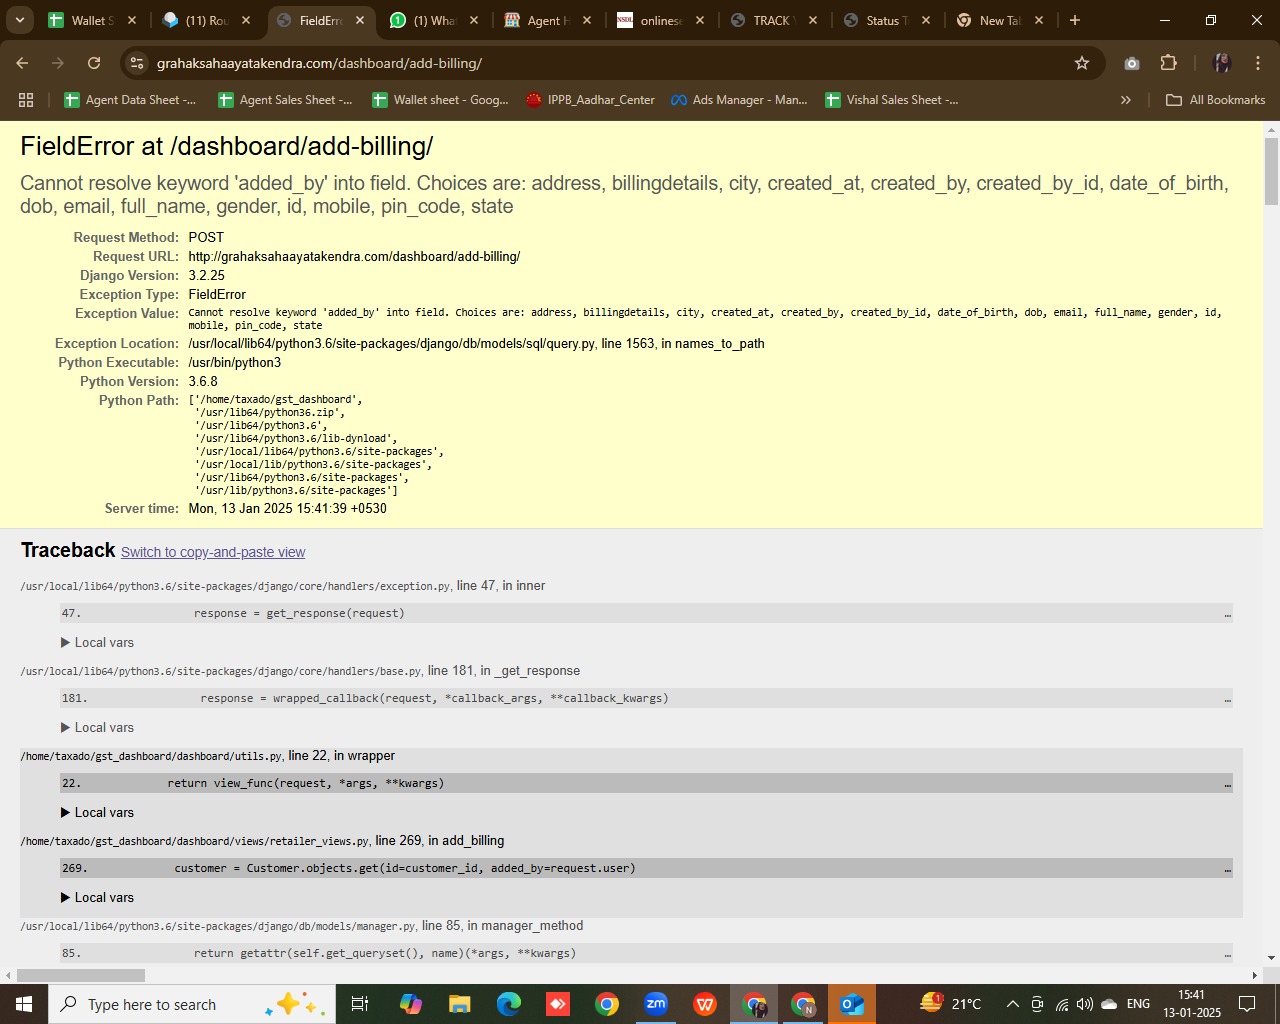 Wallet S
(11) Rou
FieldErro
(1) Wha
Agent H
NSDL onlinese
TRACK
Status T
New Tab
grahaksahaayatakendra.com/dashboard/add-billing/
Agent Data Sheet -...
Agent Sales Sheet -...
Wallet sheet - Goog...
IPPB_Aadhar_Center
Ads Manager - Man...
Vishal Sales Sheet -...
»
All Bookmarks
FieldError at /dashboard/add-billing/
Cannot resolve keyword 'added_by' into field. Choices are: address, billingdetails, city, created_at, created_by, created_by_id, date_of_birth,
dob, email, full_name, gender, id, mobile, pin_code, state
Request Method: POST
Request URL: http://grahaksahaayatakendra.com/dashboard/add-billing/
Django Version: 3.2.25
Exception Type: FieldError
Exception Value: Cannot resolve keyword 'added_by' into field. Choices are: address, billingdetails, city, created_at, created_by, created_by_id, date_of_birth, dob, email, full_name, gender, id,
mobile, pin_code, state
Exception Location: /usr/local/lib64/python3.6/site-packages/django/db/models/sql/query.py, line 1563, in names_to_path
Python Executable: /usr/bin/python3
Python Version: 3.6.8
Python Path: ['/home/taxado/gst_dashboard',
'/usr/lib64/python36.zip',
'/usr/lib64/python3.6',
'/usr/lib64/python3.6/lib-dynload',
'/usr/local/lib64/python3.6/site-packages',
'/usr/local/lib/python3.6/site-packages',
'/usr/lib64/python3.6/site-packages',
'/usr/lib/python3.6/site-packages']
Server time: Mon, 13 Jan 2025 15:41:39 +0530
Traceback Switch to copy-and-paste view
/usr/local/lib64/python3.6/site-packages/django/core/handlers/exception.py, line 47, in inner
47. response = get_response(request) …
▶ Local vars
/usr/local/lib64/python3.6/site-packages/django/core/handlers/base.py, line 181, in _get_response
181. response = wrapped_callback(request, *callback_args, **callback_kwargs) …
▶ Local vars
/home/taxado/gst_dashboard/dashboard/utils.py, line 22, in wrapper
22. return view_func(request, *args, **kwargs) …
▶ Local vars
/home/taxado/gst_dashboard/dashboard/views/retailer_views.py, line 269, in add_billing
269. customer = Customer.objects.get(id=customer_id, added_by=request.user) …
▶ Local vars
/usr/local/lib64/python3.6/site-packages/django/db/models/manager.py, line 85, in manager_method
85. return getattr(self.get_queryset(), name)(*args, **kwargs) …
Type here to search
zm
W
N
1
21°C
ENG
15:41
13-01-2025